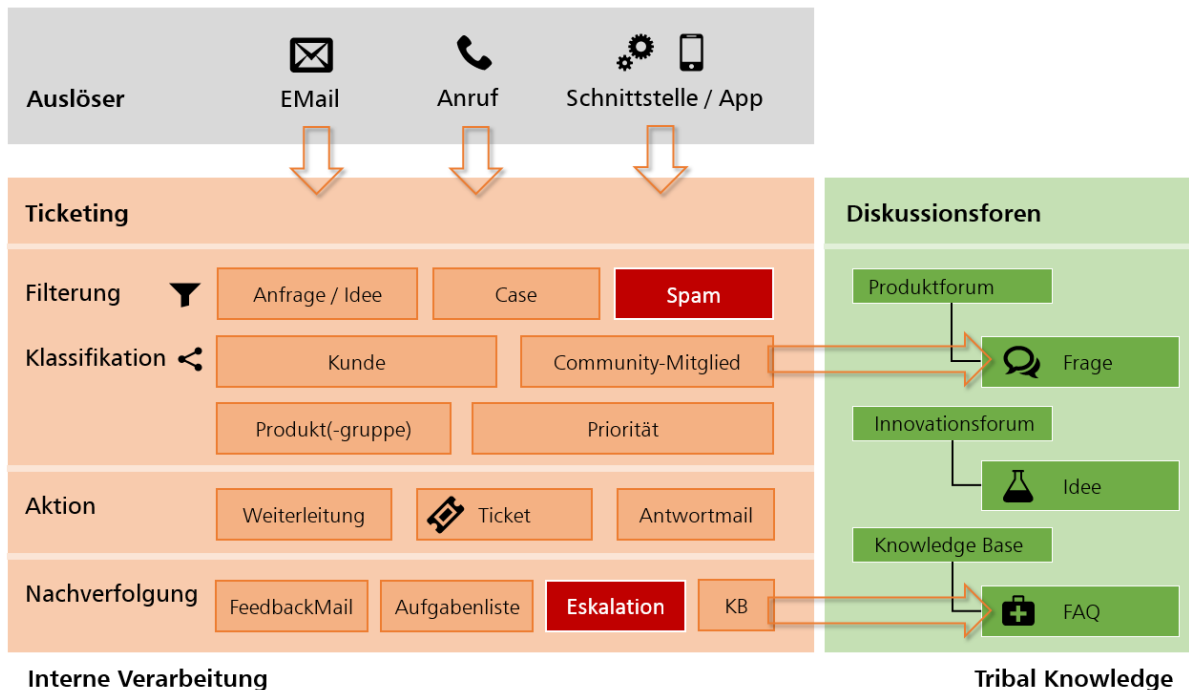 Auslöser
EMail
Anruf
Schnittstelle / App
Ticketing
Diskussionsforen
Filterung
Anfrage / Idee
Case
Spam
Produktforum
Klassifikation
Kunde
Community-Mitglied
Frage
Produkt(-gruppe)
Priorität
Innovationsforum
Idee
Aktion
Weiterleitung
Ticket
Antwortmail
Knowledge Base
Nachverfolgung
FeedbackMail
Aufgabenliste
Eskalation
KB
FAQ
Interne Verarbeitung
Tribal Knowledge